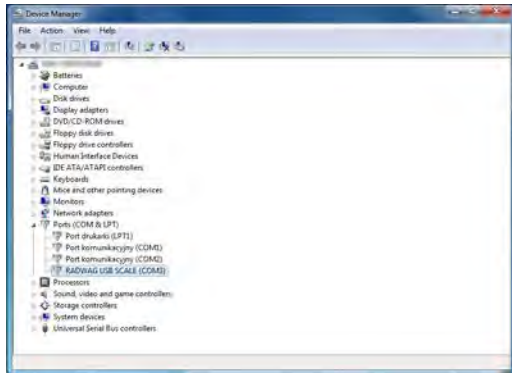 Device Manager
File Action View Help
Batteries
Computer
Disk drives
Display adapters
DVD/CD-ROM drives
Floppy disk drives
Floppy drive controllers
Human Interface Devices
IDE ATA/ATAPI controllers
Keyboards
Mice and other pointing devices
Monitors
Network adapters
Ports (COM & LPT)
Port drukarki (LPT1)
Port komunikacyjny (COM1)
Port komunikacyjny (COM2)
RADWAG USB SCALE (COM3)
Processors
Sound, video and game controllers
Storage controllers
System devices
Universal Serial Bus controllers